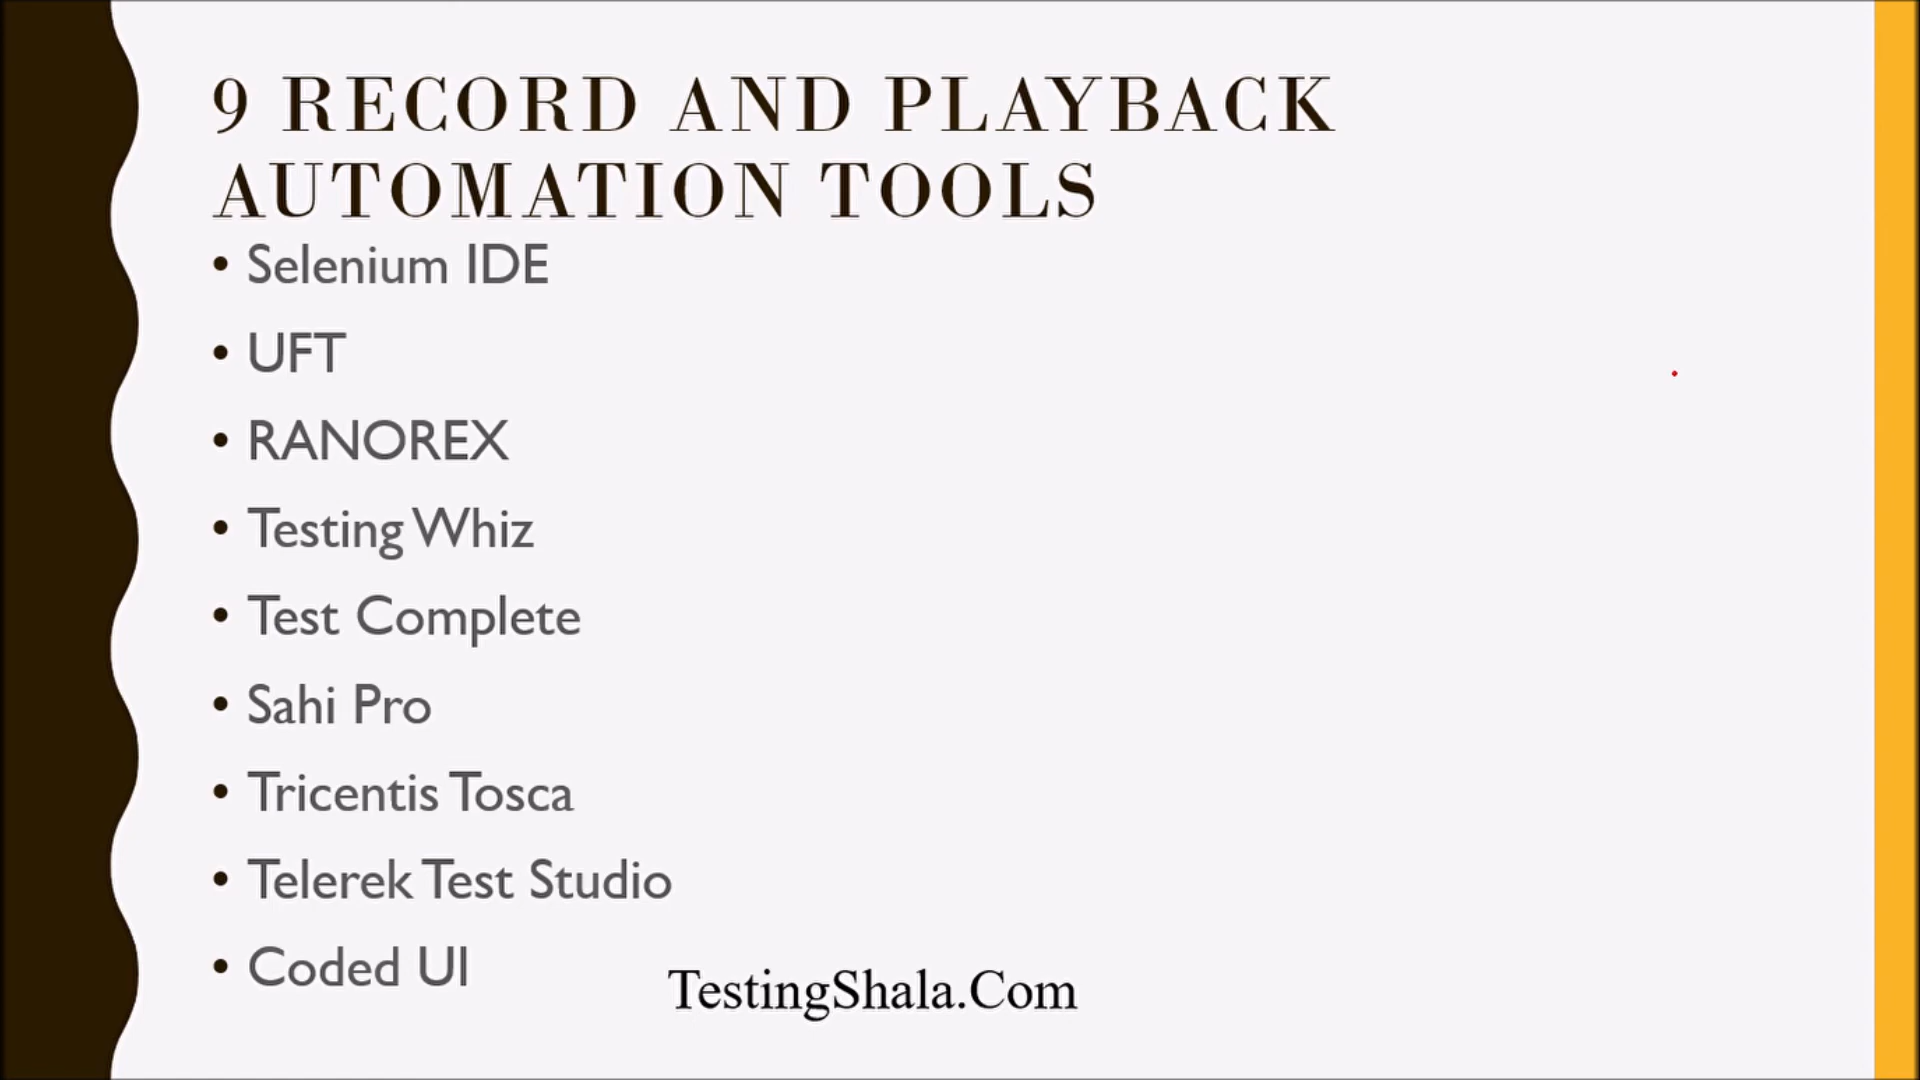 9 RECORD AND PLAYBACK
AUTOMATION TOOLS
• Selenium IDE
• UFT
• RANOREX
• Testing Whiz
• Test Complete
• Sahi Pro
• Tricentis Tosca
• Telerek Test Studio
• Coded UI
TestingShala.Com